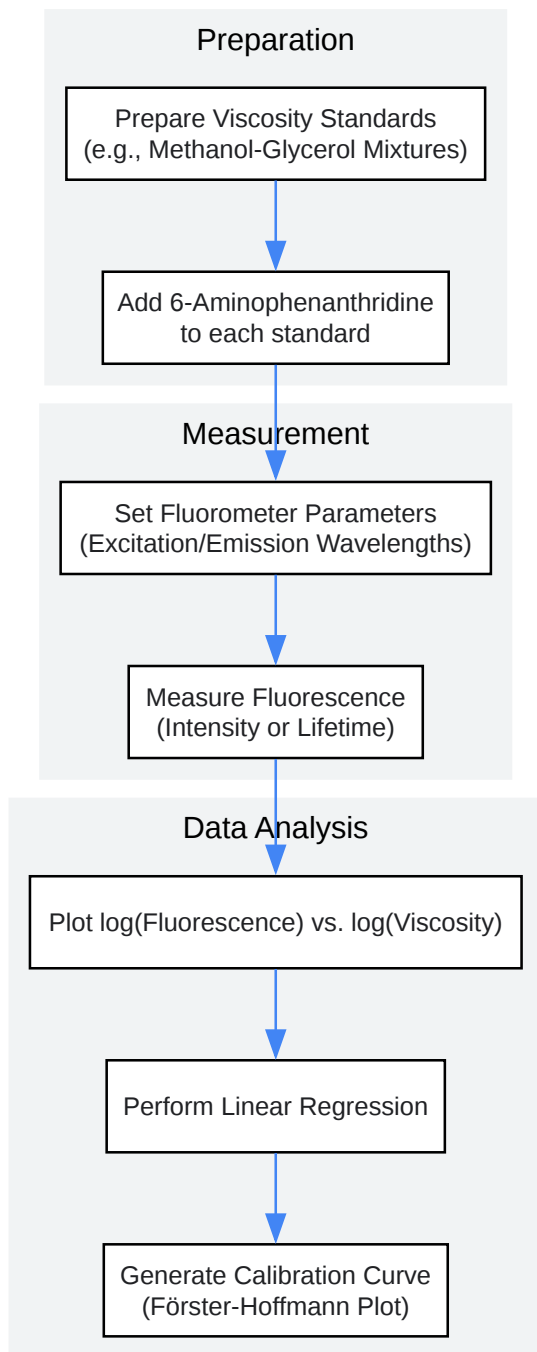 Preparation
Prepare Viscosity Standards
(e.g., Methanol-Glycerol Mixtures)
Add 6-Aminophenanthridine
to each standard
Measurement
Set Fluorometer Parameters
(Excitation/Emission Wavelengths)
Measure Fluorescence
(Intensity or Lifetime)
Data Analysis
Plot log(Fluorescence) vs. log(Viscosity)
Perform Linear Regression
Generate Calibration Curve
(Förster-Hoffmann Plot)